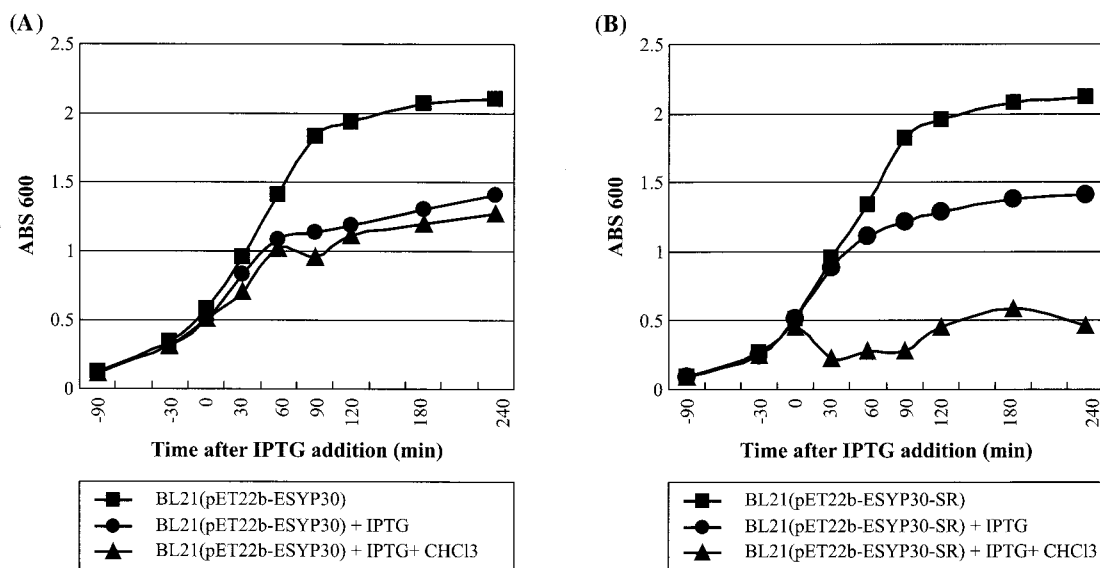 (A)
2.5
2
1.5
1
0.5
0
ABS 600
-90
-30
0
30
60
90
120
180
240
Time after IPTG addition (min)
BL21(pET22b-ESYP30)
BL21(pET22b-ESYP30) + IPTG
BL21(pET22b-ESYP30) + IPTG+ CHCl3
(B)
2.5
2
1.5
1
0.5
0
ABS 600
-90
-30
0
30
60
90
120
180
240
Time after IPTG addition (min)
BL21(pET22b-ESYP30-SR)
BL21(pET22b-ESYP30-SR) + IPTG
BL21(pET22b-ESYP30-SR) + IPTG+ CHCl3